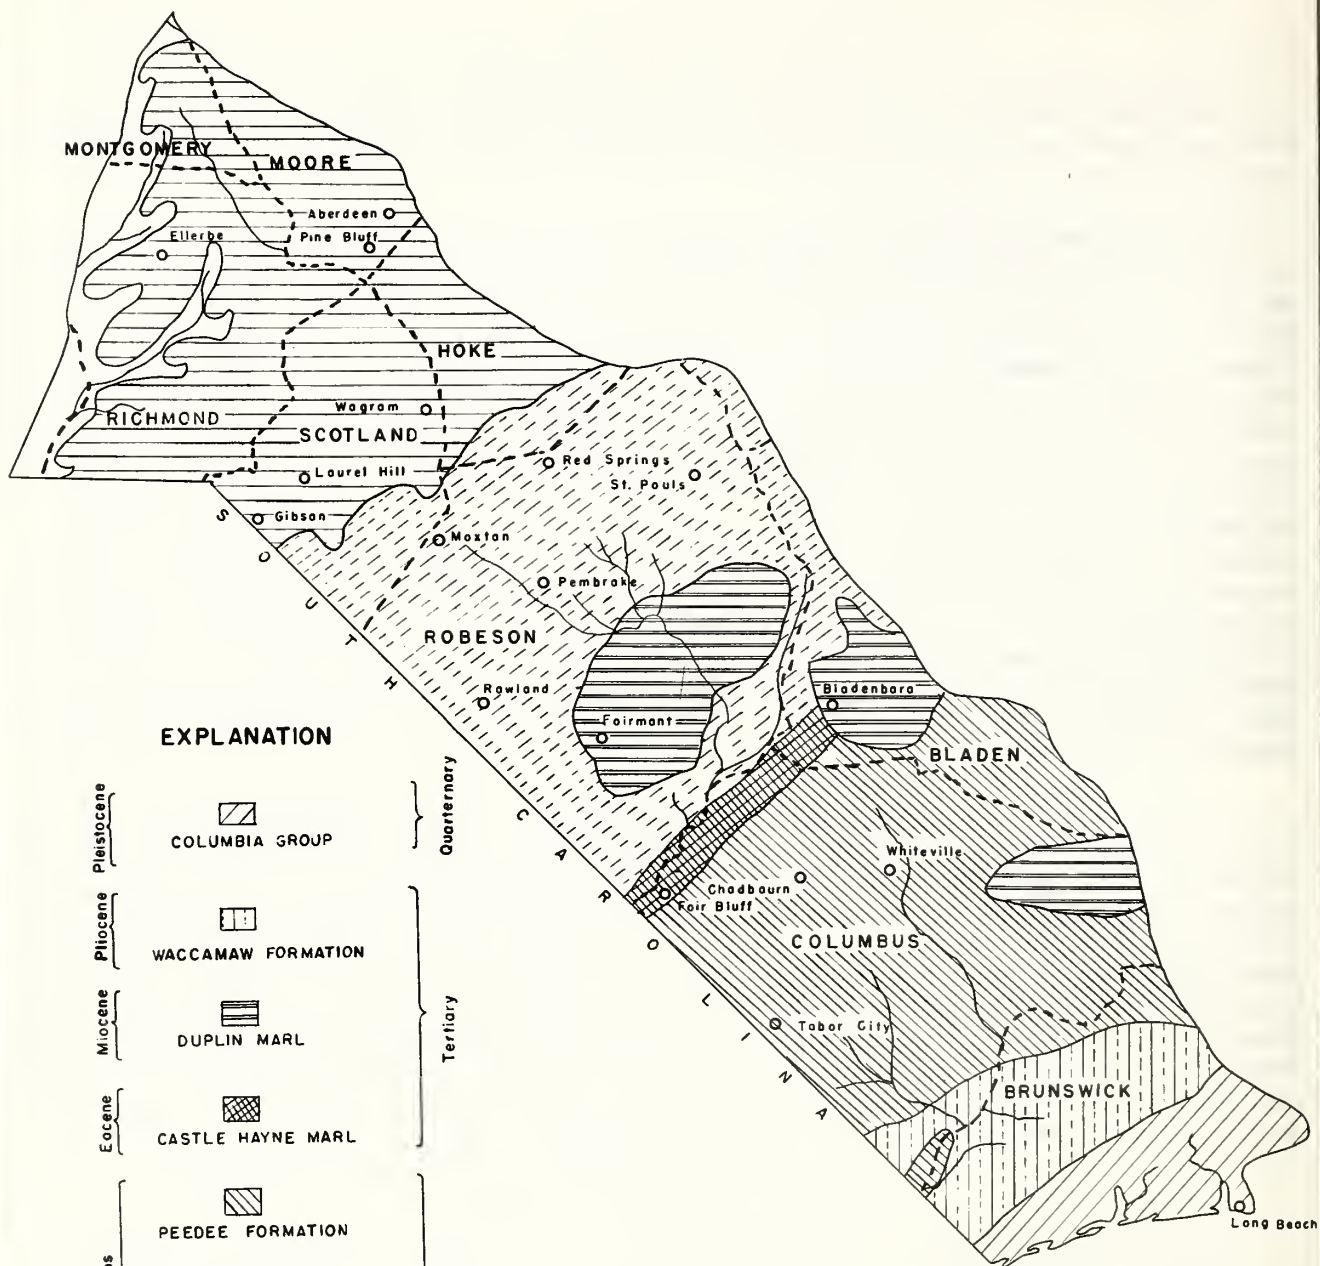 MONTGOMERY
MOORE
Aberdeen
Ellerbe
Pine Bluff
HOKE
RICHMOND
Wagram
SCOTLAND
Laurel Hill
Red Springs
St. Pauls
Gibson
Maxton
Pembroke
ROBESON
Rowland
Bladenboro
Fairmont
BLADEN
Whiteville
Chadbourn
Fair Bluff
COLUMBUS
Tabor City
BRUNSWICK
Long Beach
SOUTH CAROLINA
EXPLANATION
Pleistocene
COLUMBIA GROUP
Quarternary
Pliocene
WACCAMAW FORMATION
Miocene
DUPLIN MARL
Tertiary
Eocene
CASTLE HAYNE MARL
PEEDEE FORMATION